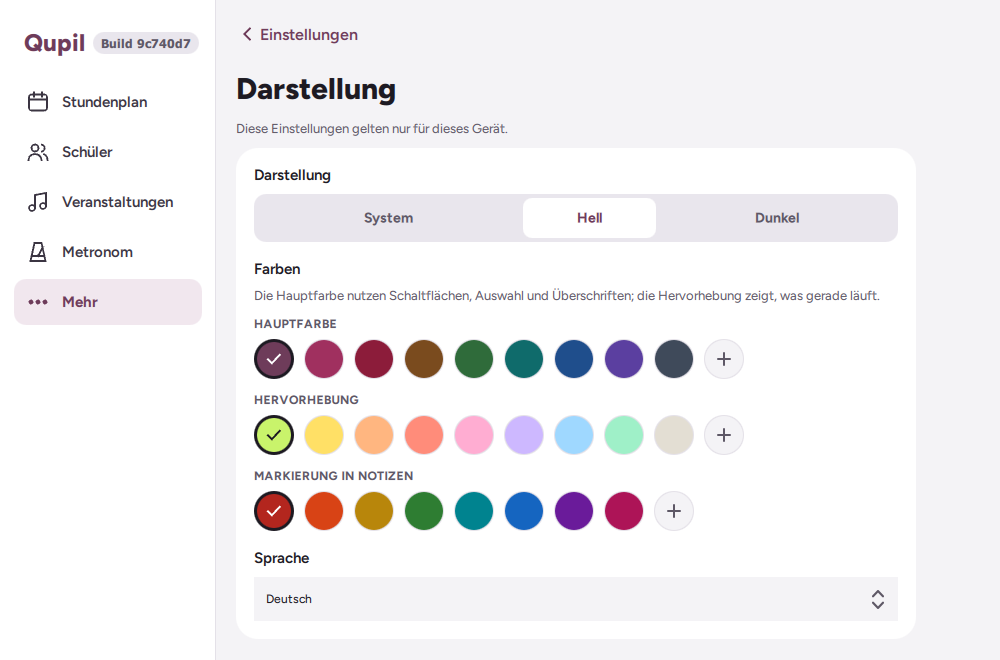 Qupil
Build 9c740d7
Stundenplan
Schüler
Veranstaltungen
Metronom
Mehr
Einstellungen
Darstellung
Diese Einstellungen gelten nur für dieses Gerät.
Darstellung
System
Hell
Dunkel
Farben
Die Hauptfarbe nutzen Schaltflächen, Auswahl und Überschriften; die Hervorhebung zeigt, was gerade läuft.
HAUPTFARBE
HERVORHEBUNG
MARKIERUNG IN NOTIZEN
Sprache
Deutsch